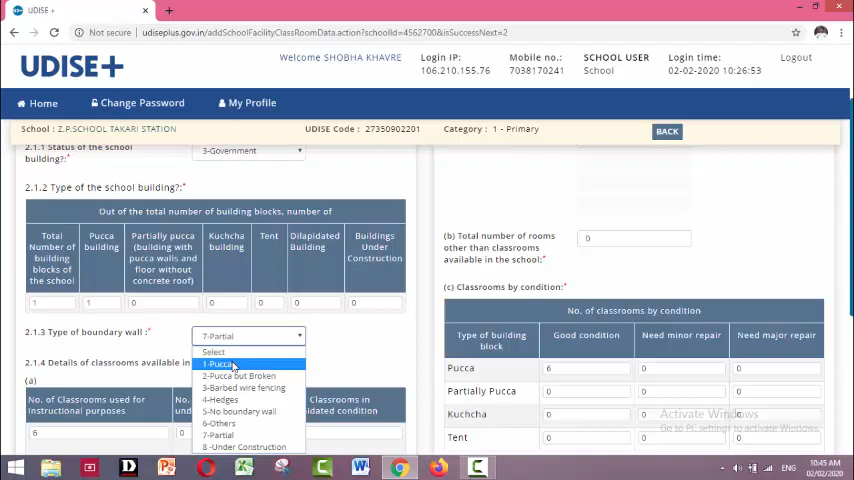 UDISE +
Not secure | udiseplus.gov.in/addSchoolFacilityClassRoomData.action?schoolId=4562700&isSuccessNext=2
UDISE+
Welcome SHOBHA KHAVRE
Login IP:
106.210.155.76
Mobile no.:
7038170241
SCHOOL USER
School
Login time:
02-02-2020 10:26:53
Logout
Home
Change Password
My Profile
School : Z.P.SCHOOL TAKARI STATION
UDISE Code : 27350902201
Category : 1 - Primary
BACK
2.1.1 Status of the school
building?:*
3-Government
2.1.2 Type of the school building?:*
Out of the total number of building blocks, number of
Total Number of building blocks of the school
Pucca building
Partially pucca (building with pucca walls and floor without concrete roof)
Kuchcha building
Tent
Dilapidated Building
Buildings Under Construction
1 1 0 0 0 0 0
2.1.3 Type of boundary wall :*
7-Partial
Select
1-Pucca
2-Pucca but Broken
3-Barbed wire fencing
4-Hedges
5-No boundary wall
6-Others
7-Partial
8 -Under Construction
2.1.4 Details of classrooms available in
(a)
No. of Classrooms used for
instructional purposes
6
0
(b) Total number of rooms
other than classrooms
available in the school:*
0
(c) Classrooms by condition:*
No. of classrooms by condition
Type of building block
Good condition
Need minor repair
Need major repair
Pucca 6 0 0
Partially Pucca 0 0 0
Kuchcha 0 0 0
Tent 0 0 0
Activate Windows
Go to PC settings to activate Windows.
ENG
10:45 AM
02/02/2020